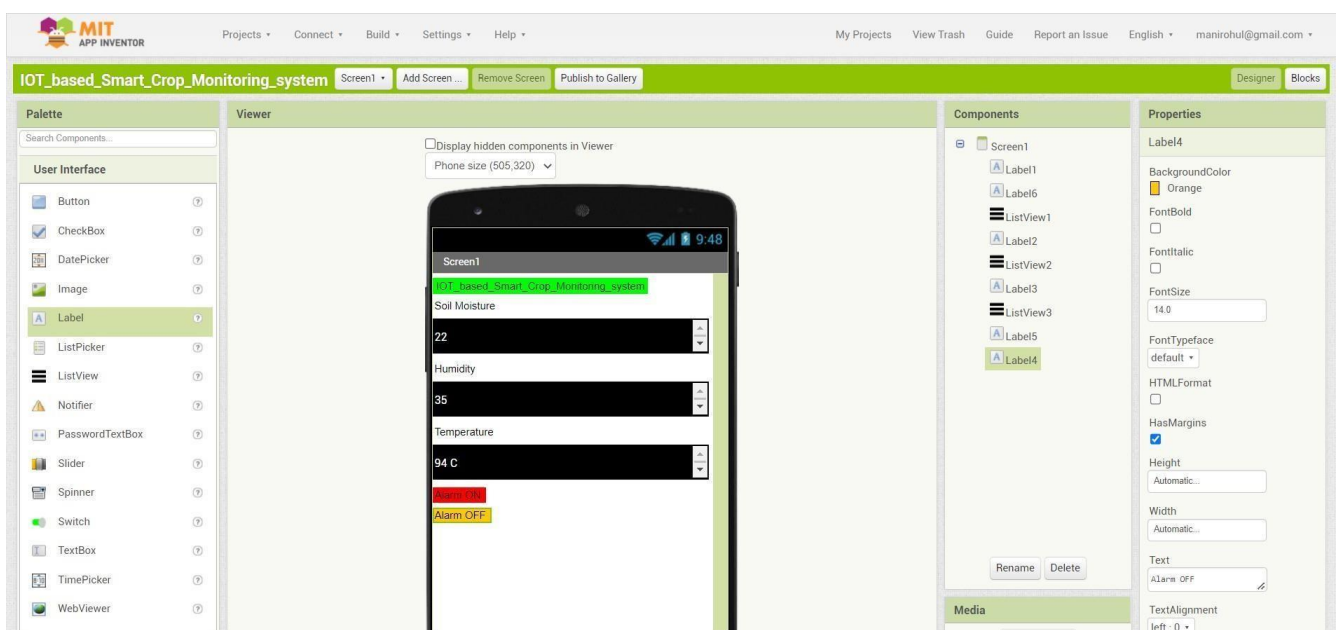 MIT
APP INVENTOR
Projects Connect Build Settings Help My Projects View Trash Guide Report an Issue English manirohul@gmail.com
IOT_based_Smart_Crop_Monitoring_system Screen1 Add Screen ... Remove Screen Publish to Gallery Designer Blocks
Palette
Search Components...
User Interface
Button
CheckBox
DatePicker
Image
Label
ListPicker
ListView
Notifier
PasswordTextBox
Slider
Spinner
Switch
TextBox
TimePicker
WebViewer
Viewer
Display hidden components in Viewer
Phone size (505,320)
9:48
Screen1
IOT_based_Smart_Crop_Monitoring_system
Soil Moisture
22
Humidity
35
Temperature
94 C
Alarm ON
Alarm OFF
Components
Screen1
Label1
Label6
ListView1
Label2
ListView2
Label3
ListView3
Label5
Label4
Rename Delete
Media
Properties
Label4
BackgroundColor
Orange
FontBold
FontItalic
FontSize
14.0
FontTypeface
default
HTMLFormat
HasMargins
Height
Automatic...
Width
Automatic...
Text
Alarm OFF
TextAlignment
left : 0